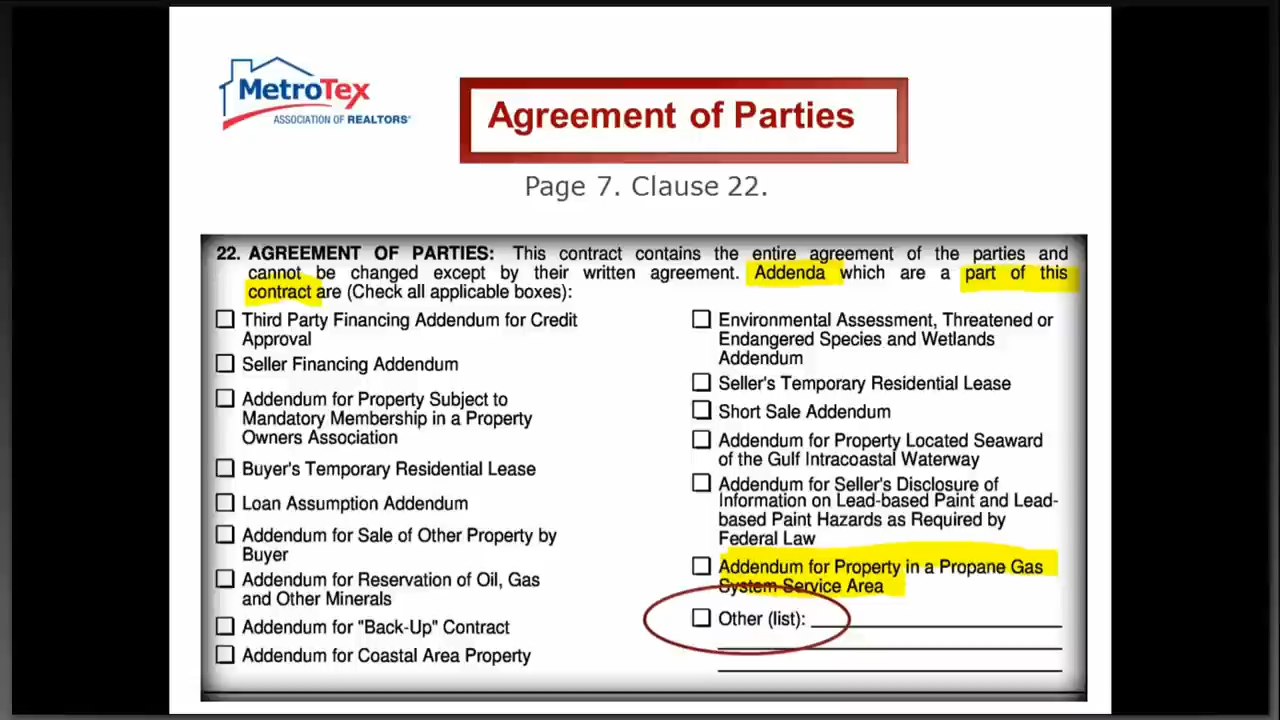 MetroTex
ASSOCIATION OF REALTORS®
Agreement of Parties
Page 7. Clause 22.
22. AGREEMENT OF PARTIES: This contract contains the entire agreement of the parties and
cannot be changed except by their written agreement. Addenda which are a part of this
contract are (Check all applicable boxes):
Third Party Financing Addendum for Credit
Approval
Seller Financing Addendum
Addendum for Property Subject to
Mandatory Membership in a Property
Owners Association
Buyer's Temporary Residential Lease
Loan Assumption Addendum
Addendum for Sale of Other Property by
Buyer
Addendum for Reservation of Oil, Gas
and Other Minerals
Addendum for "Back-Up" Contract
Addendum for Coastal Area Property
Environmental Assessment, Threatened or
Endangered Species and Wetlands
Addendum
Seller's Temporary Residential Lease
Short Sale Addendum
Addendum for Property Located Seaward
of the Gulf Intracoastal Waterway
Addendum for Seller's Disclosure of
Information on Lead-based Paint and Lead-
based Paint Hazards as Required by
Federal Law
Addendum for Property in a Propane Gas
System Service Area
Other (list):